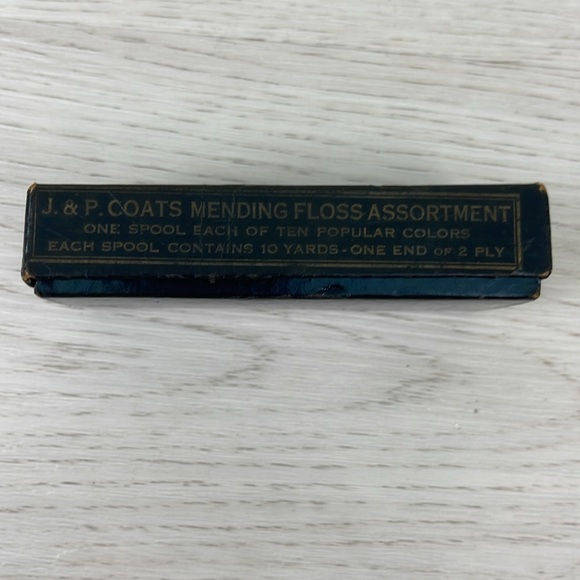 J. & P. COATS MENDING FLOSS ASSORTMENT
ONE SPOOL EACH OF TEN POPULAR COLORS
EACH SPOOL CONTAINS 10 YARDS - ONE END OF 2 PLY